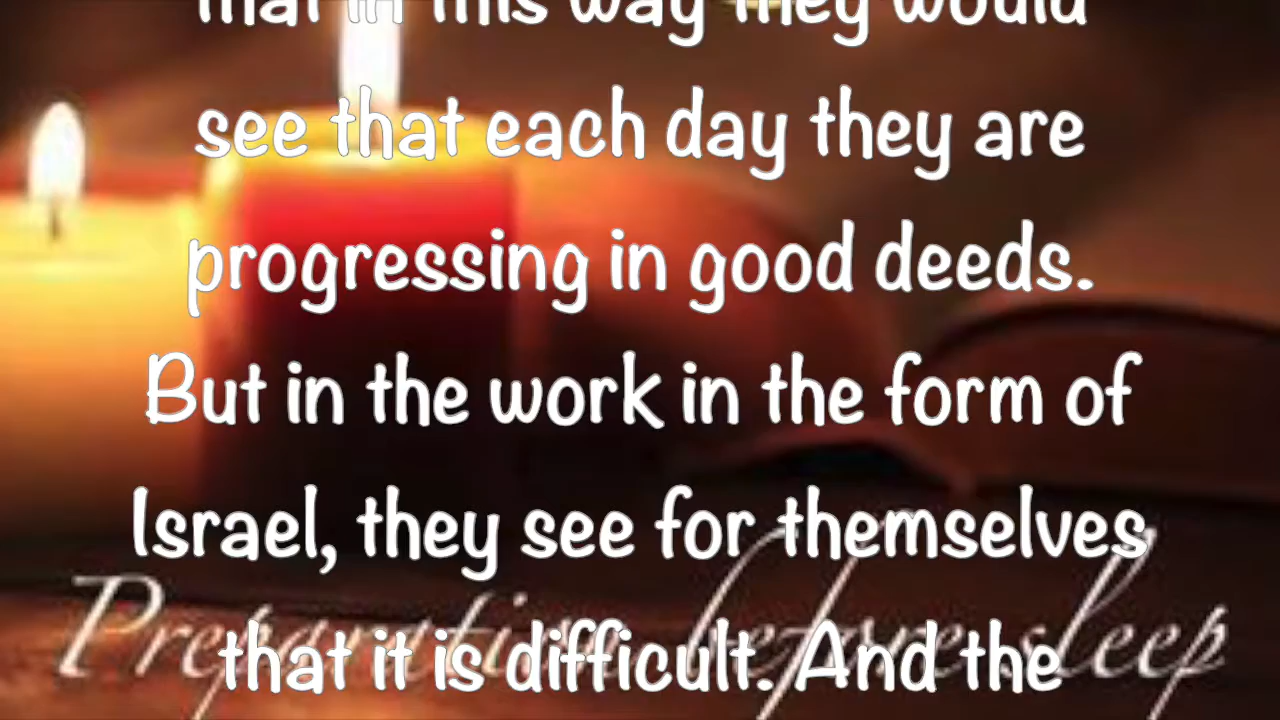 that in this way they would
see that each day they are
progressing in good deeds.
But in the work in the form of
Israel, they see for themselves
that it is difficult. And the
Preparation before sleep